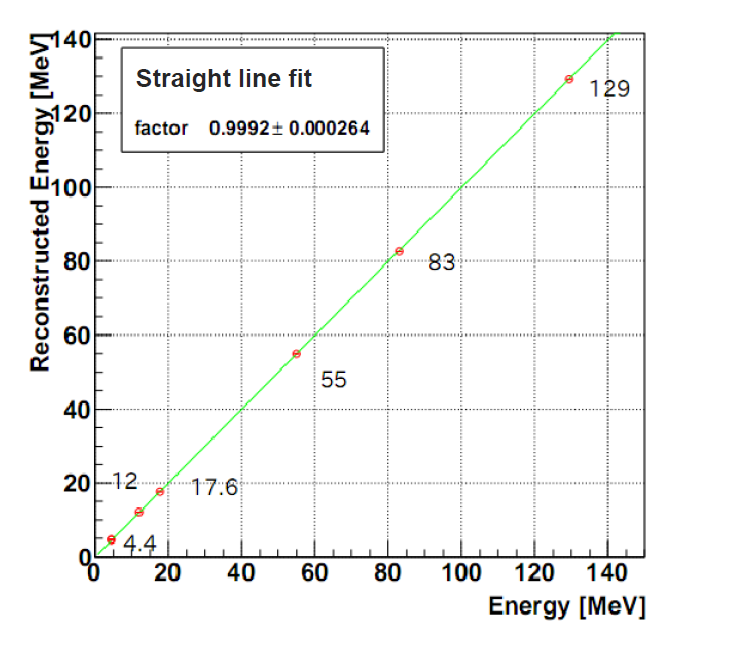 Reconstructed Energy [MeV]
140
120
100
80
60
40
20
0
Straight line fit
factor 0.9992± 0.000264
129
83
55
12
17.6
4.4
0 20 40 60 80 100 120 140
Energy [MeV]